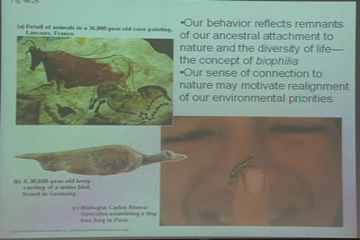 (a) Detail of animals in a 36,000-year-old cave painting,
Lascaux, France
•Our behavior reflects remnants
of our ancestral attachment to
nature and the diversity of life—
the concept of biophilia
•Our sense of connection to
nature may motivate realignment
of our environmental priorities
(b) A 30,000-year-old ivory
carving of a water bird,
found in Germany
(c) Biologist Carlos Rivera
Gonzales examining a tiny
tree frog in Peru